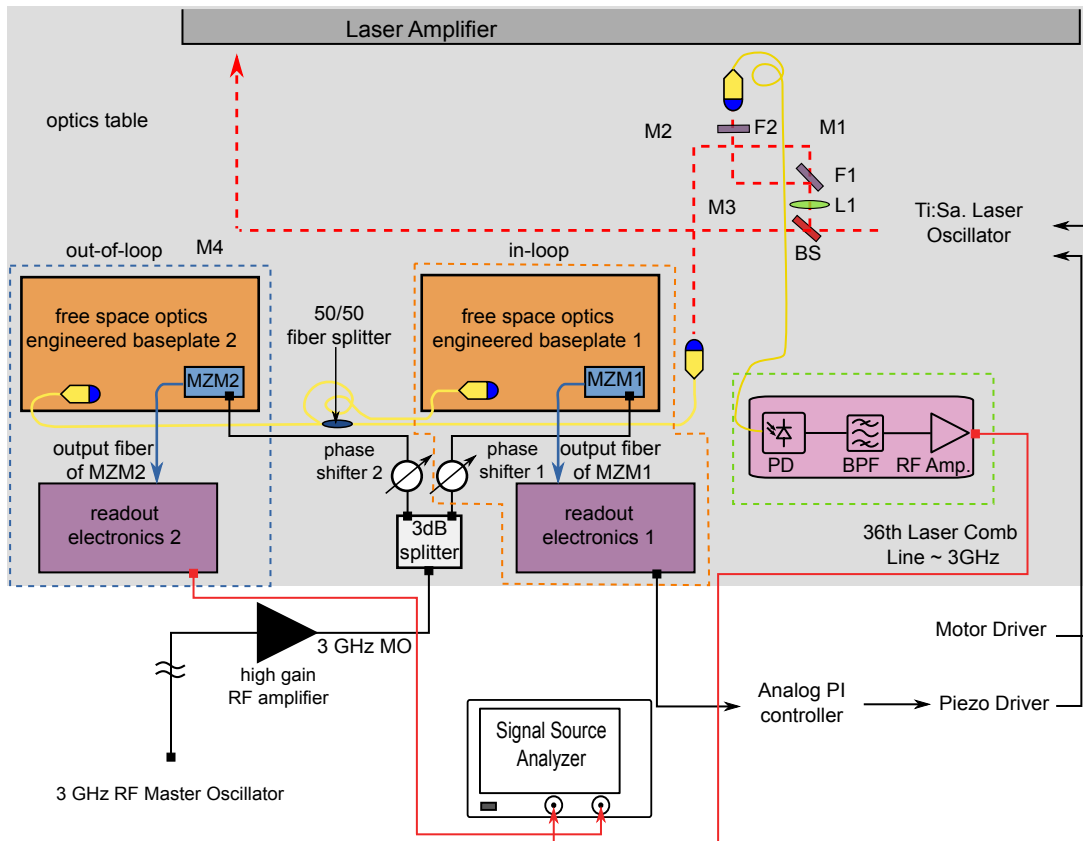 Laser Amplifier
optics table
M2
F2
M1
F1
L1
M3
Ti:Sa. Laser
Oscillator
BS
out-of-loop
M4
in-loop
free space optics
engineered baseplate 2
50/50
fiber splitter
free space optics
engineered baseplate 1
MZM2
MZM1
output fiber
of MZM2
phase
shifter 2
phase
shifter 1
output fiber
of MZM1
PD
BPF
RF Amp.
readout
electronics 2
3dB
splitter
readout
electronics 1
36th Laser Comb
Line ~ 3GHz
3 GHz MO
high gain
RF amplifier
Motor Driver
Analog PI
controller
Piezo Driver
Signal Source
Analyzer
3 GHz RF Master Oscillator